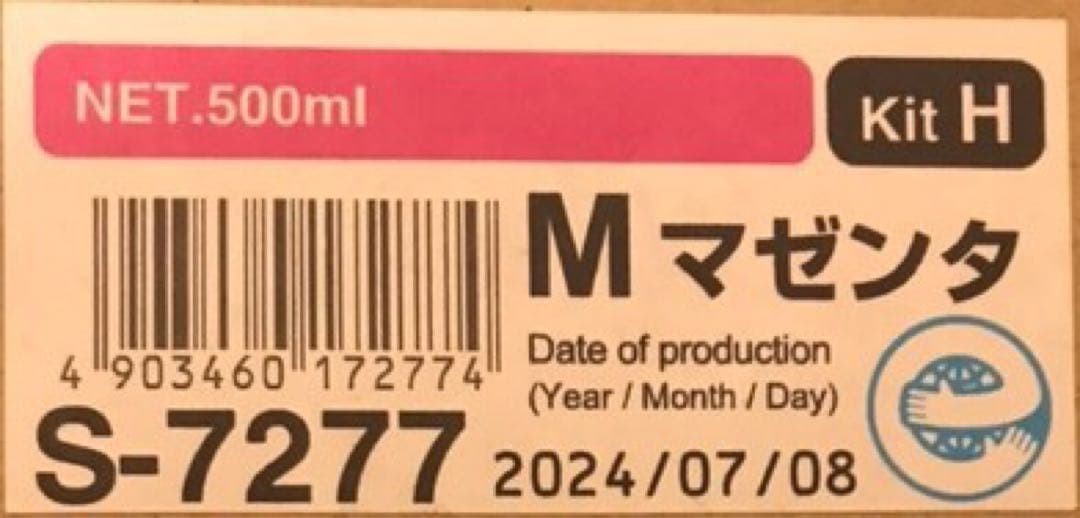 NET.500ml
Kit H
M マゼンタ
4 903460 172774
Date of production
(Year / Month / Day)
S-7277
2024/07/08